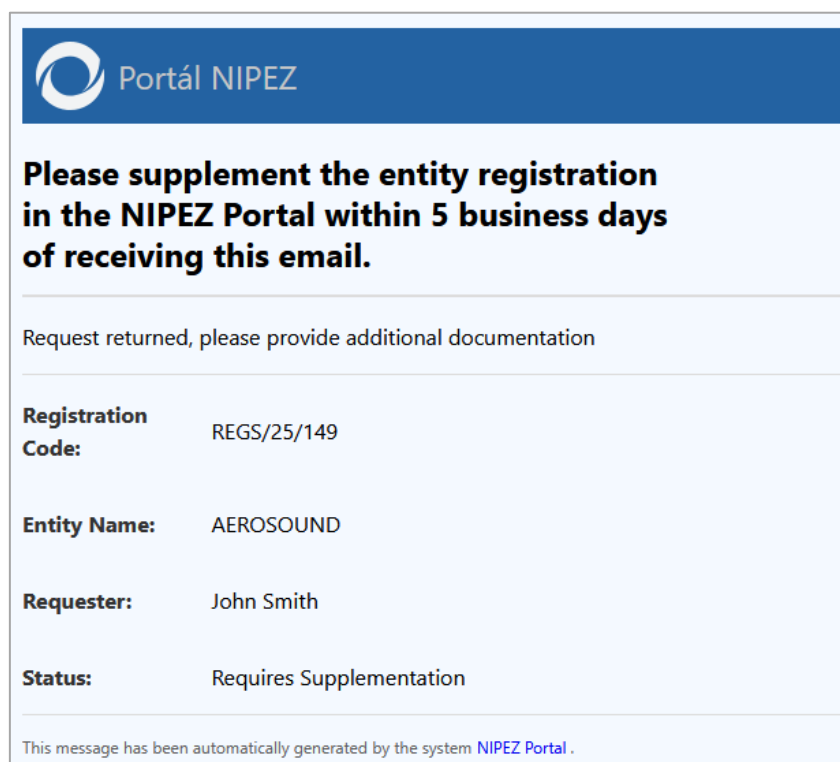 Portál NIPEZ
Please supplement the entity registration
in the NIPEZ Portal within 5 business days
of receiving this email.
Request returned, please provide additional documentation
Registration
Code:
REGS/25/149
Entity Name: AEROSOUND
Requester: John Smith
Status: Requires Supplementation
This message has been automatically generated by the system NIPEZ Portal .